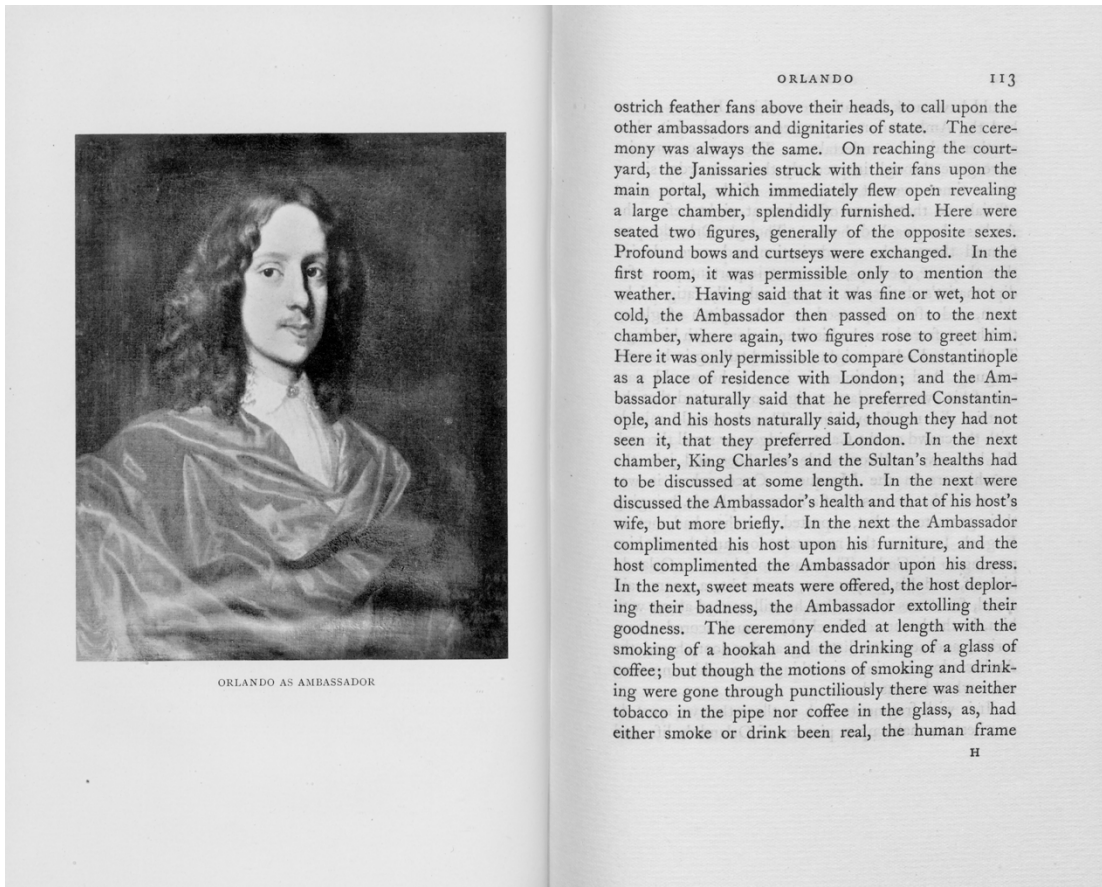 ORLANDO AS AMBASSADOR
ORLANDO 113
ostrich feather fans above their heads, to call upon the
other ambassadors and dignitaries of state. The cere-
mony was always the same. On reaching the court-
yard, the Janissaries struck with their fans upon the
main portal, which immediately flew open revealing
a large chamber, splendidly furnished. Here were
seated two figures, generally of the opposite sexes.
Profound bows and curtseys were exchanged. In the
first room, it was permissible only to mention the
weather. Having said that it was fine or wet, hot or
cold, the Ambassador then passed on to the next
chamber, where again, two figures rose to greet him.
Here it was only permissible to compare Constantinople
as a place of residence with London; and the Am-
bassador naturally said that he preferred Constantin-
ople, and his hosts naturally said, though they had not
seen it, that they preferred London. In the next
chamber, King Charles's and the Sultan's healths had
to be discussed at some length. In the next were
discussed the Ambassador's health and that of his host's
wife, but more briefly. In the next the Ambassador
complimented his host upon his furniture, and the
host complimented the Ambassador upon his dress.
In the next, sweet meats were offered, the host deplor-
ing their badness, the Ambassador extolling their
goodness. The ceremony ended at length with the
smoking of a hookah and the drinking of a glass of
coffee; but though the motions of smoking and drink-
ing were gone through punctiliously there was neither
tobacco in the pipe nor coffee in the glass, as, had
either smoke or drink been real, the human frame
H